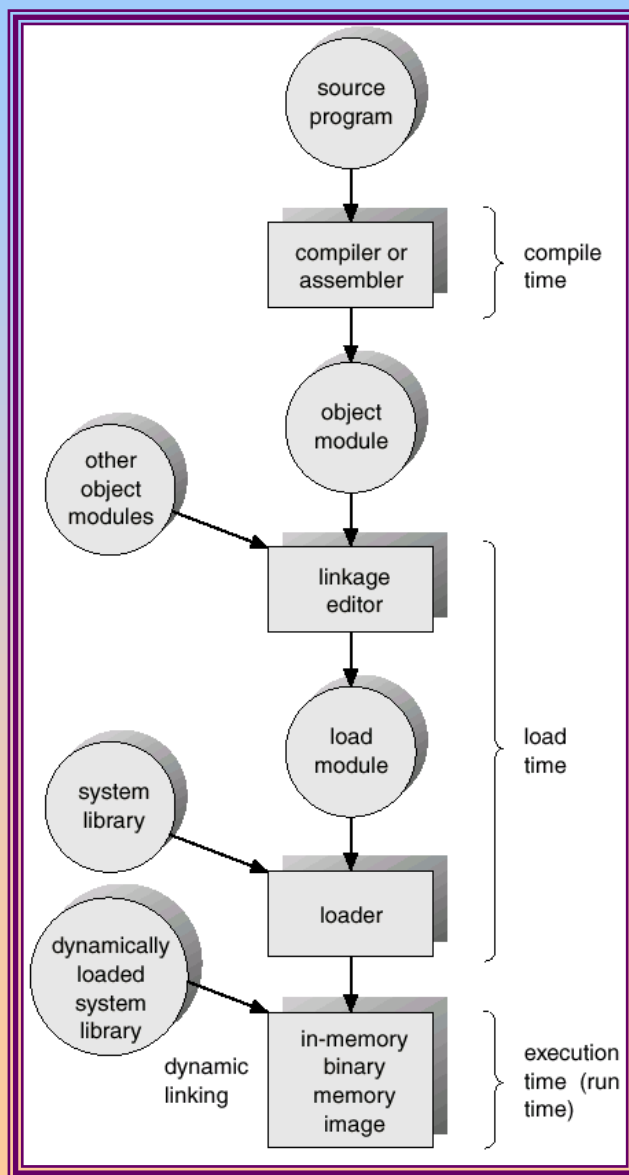 source
program
compiler or
assembler
compile
time
object
module
other
object
modules
linkage
editor
load
module
load
time
system
library
loader
dynamically
loaded
system
library
dynamic
linking
in-memory
binary
memory
image
execution
time (run
time)